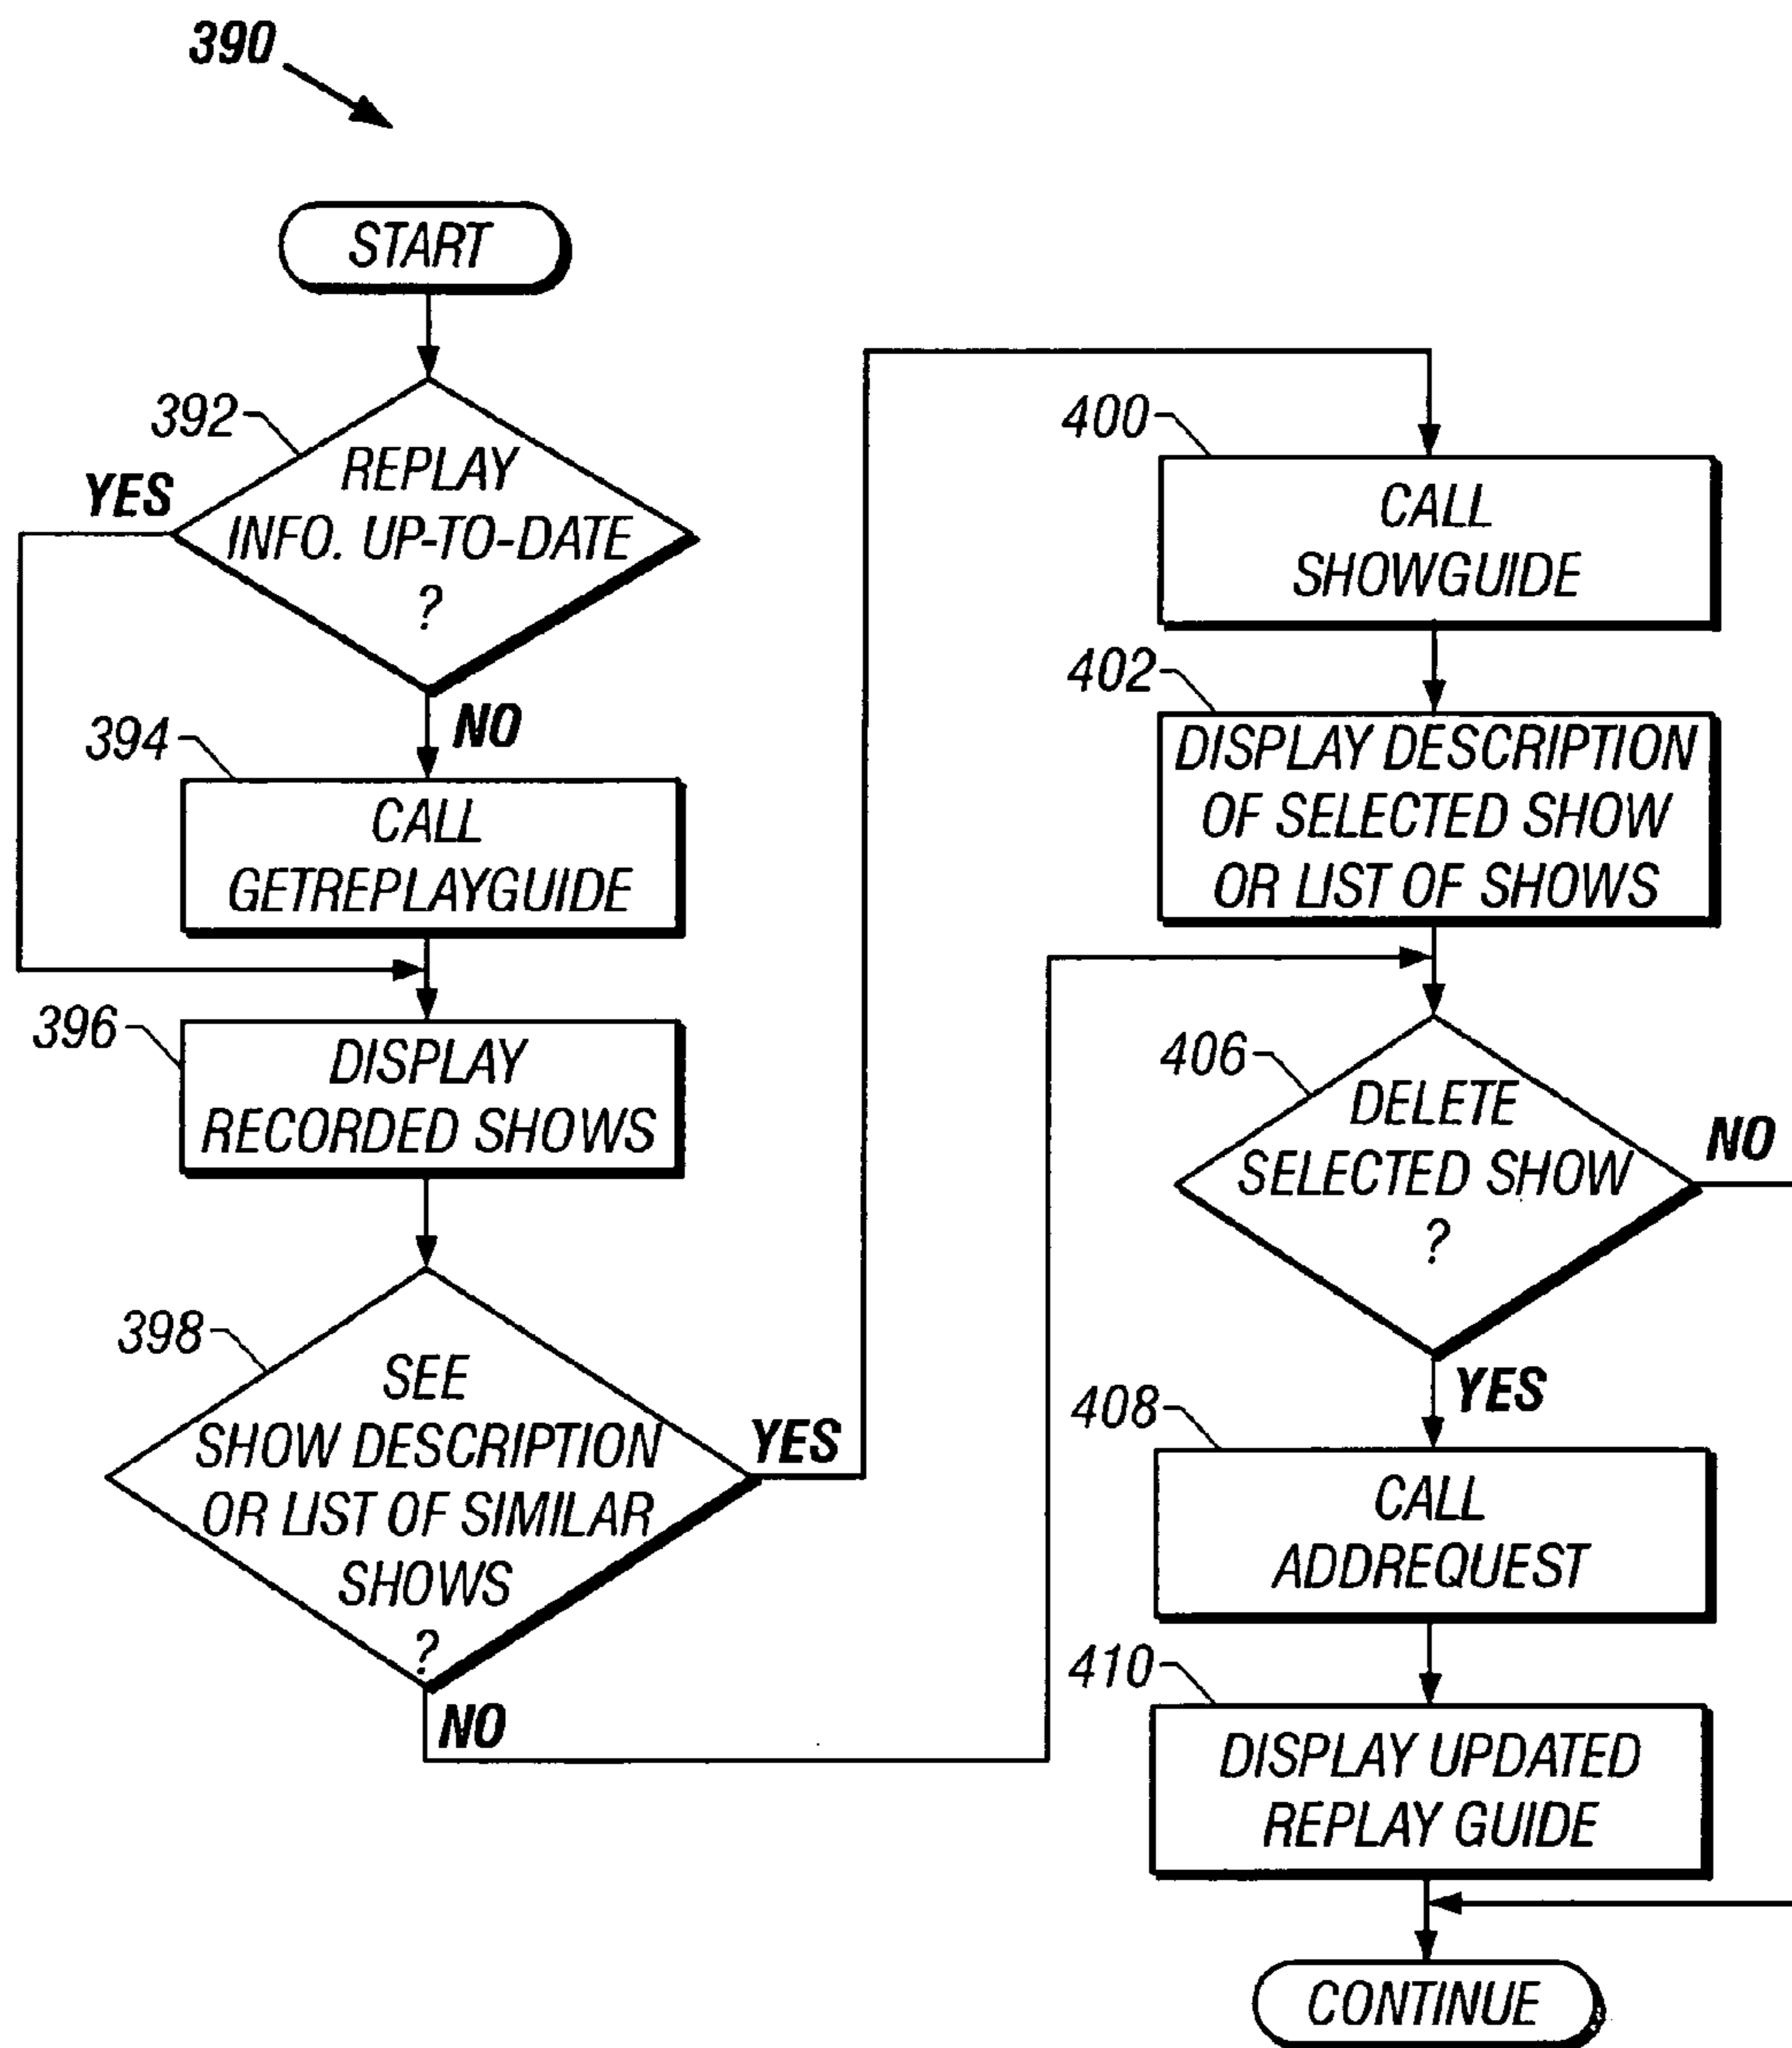 390
START
392
REPLAY
INFO. UP-TO-DATE
?
YES
NO
394
CALL
GETREPLAYGUIDE
396
DISPLAY
RECORDED SHOWS
398
SEE
SHOW DESCRIPTION
OR LIST OF SIMILAR
SHOWS
?
YES
NO
400
CALL
SHOWGUIDE
402
DISPLAY DESCRIPTION
OF SELECTED SHOW
OR LIST OF SHOWS
406
DELETE
SELECTED SHOW
?
NO
YES
408
CALL
ADDREQUEST
410
DISPLAY UPDATED
REPLAY GUIDE
CONTINUE